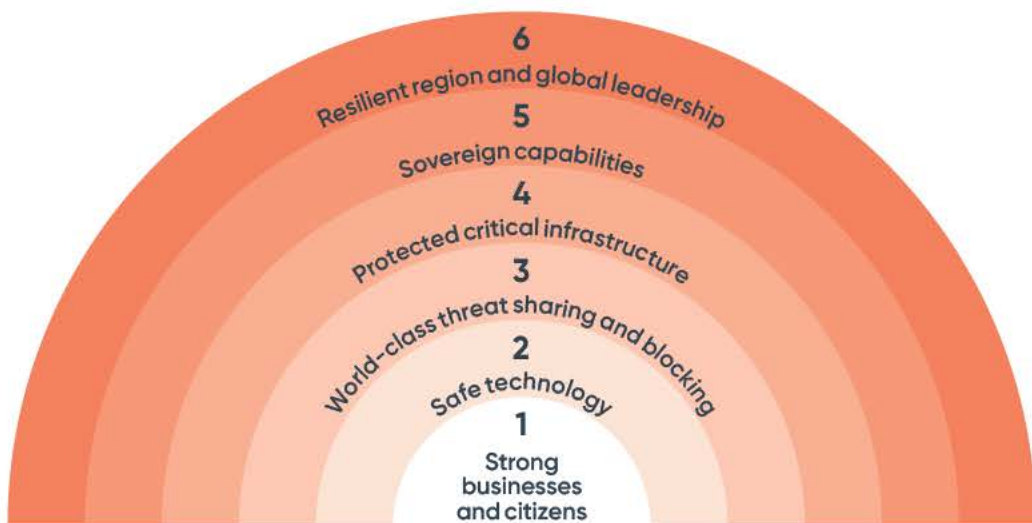 6
Resilient region and global leadership
5
Sovereign capabilities
4
Protected critical infrastructure
3
World-class threat sharing and blocking
2
Safe technology
1
Strong
businesses
and citizens